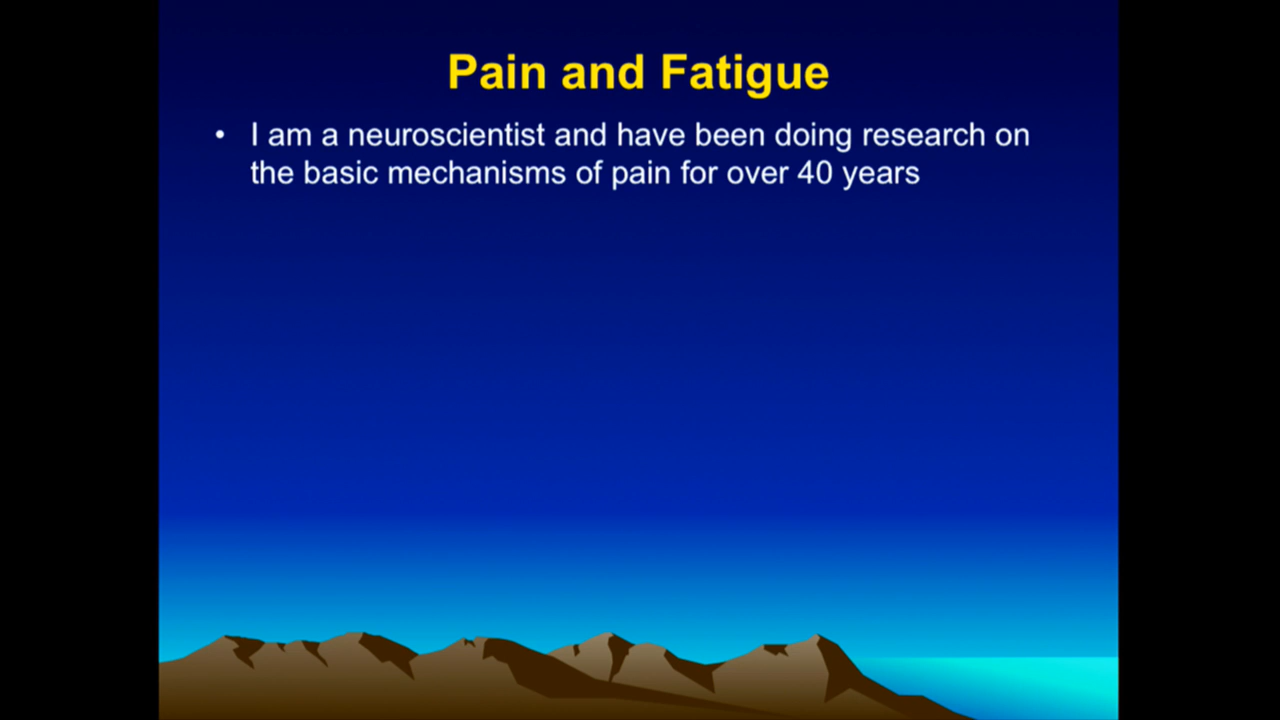 Pain and Fatigue
• I am a neuroscientist and have been doing research on
the basic mechanisms of pain for over 40 years